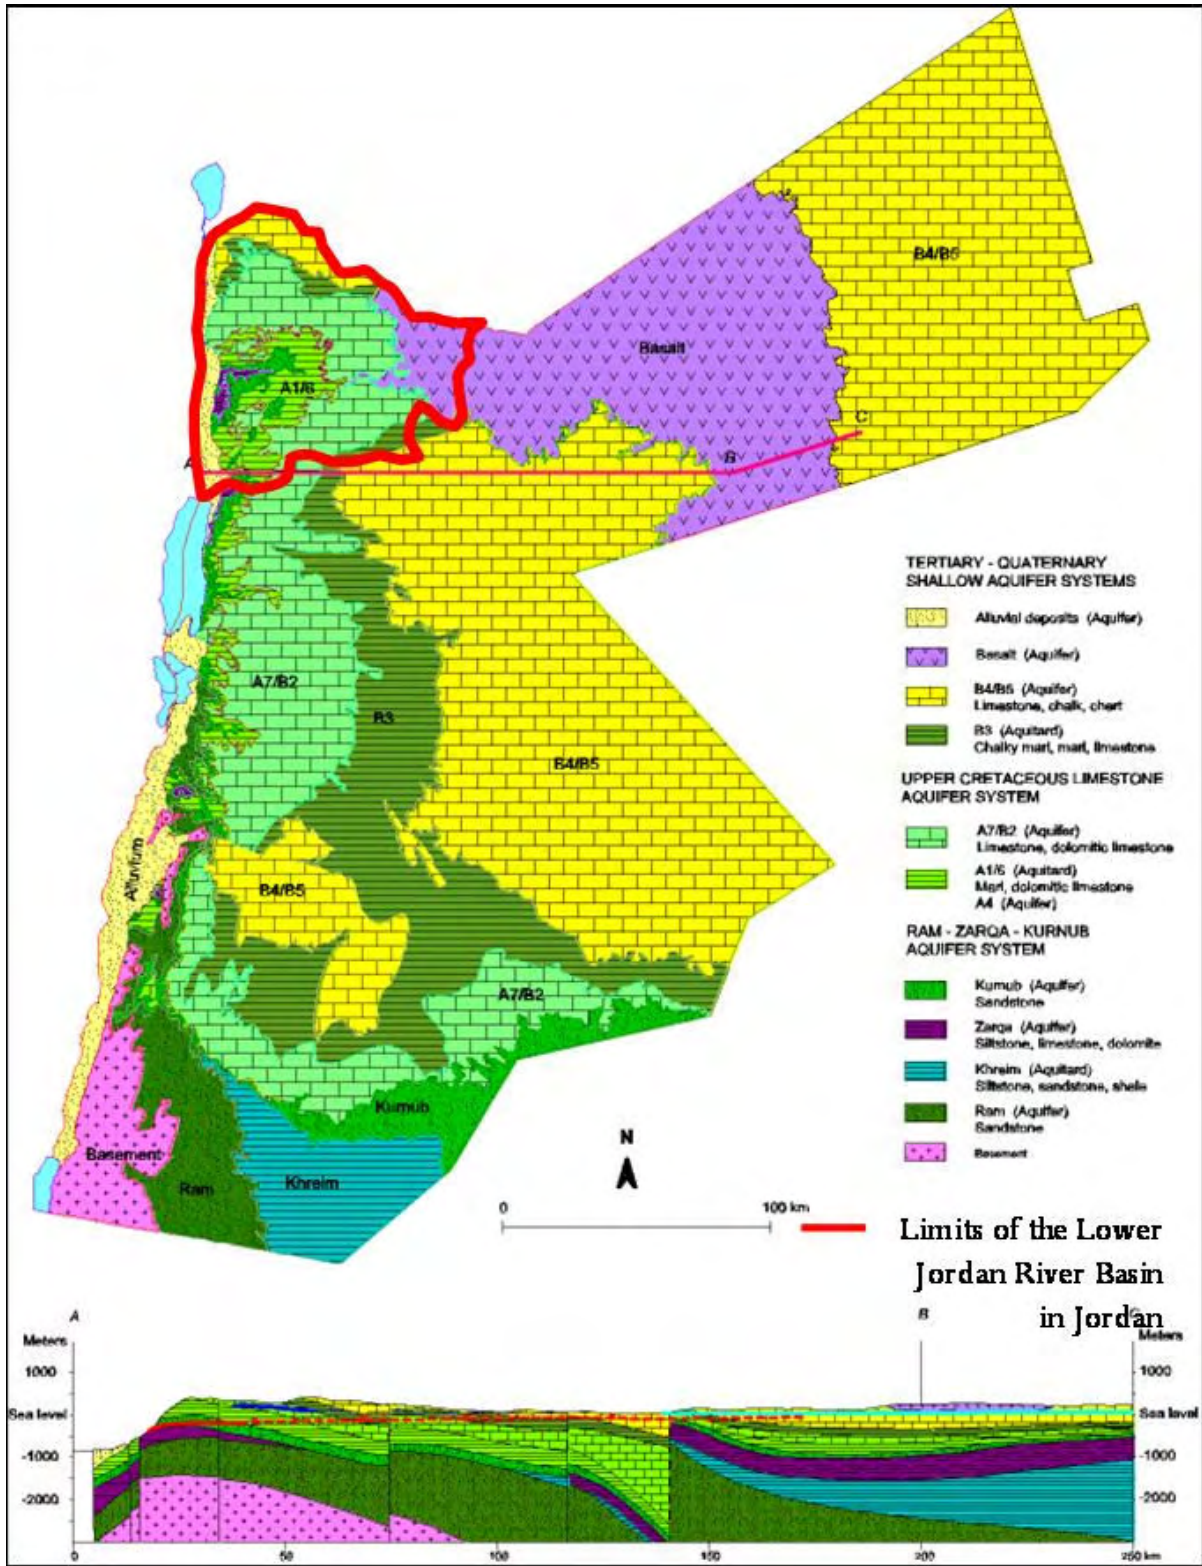 B4/B5
Basalt
A1/6
C
A
B
A7/B2
B3
B4/B5
Alluvium
B4/B5
A7/B2
Kurnub
Basement
Ram
Khreim
TERTIARY - QUATERNARY
SHALLOW AQUIFER SYSTEMS
Alluvial deposits (Aquifer)
Basalt (Aquifer)
B4/B5 (Aquifer)
Limestone, chalk, chert
B3 (Aquitard)
Chalky marl, marl, limestone
UPPER CRETACEOUS LIMESTONE
AQUIFER SYSTEM
A7/B2 (Aquifer)
Limestone, dolomitic limestone
A1/6 (Aquitard)
Marl, dolomitic limestone
A4 (Aquifer)
RAM - ZARQA - KURNUB
AQUIFER SYSTEM
Kurnub (Aquifer)
Sandstone
Zarqa (Aquifer)
Siltstone, limestone, dolomite
Khreim (Aquitard)
Siltstone, sandstone, shale
Ram (Aquifer)
Sandstone
Basement
N
0 100 km
Limits of the Lower
Jordan River Basin
in Jordan
A B C
Meters Meters
1000 1000
Sea level Sea level
-1000 -1000
-2000 -2000
0 50 100 150 200 250 km